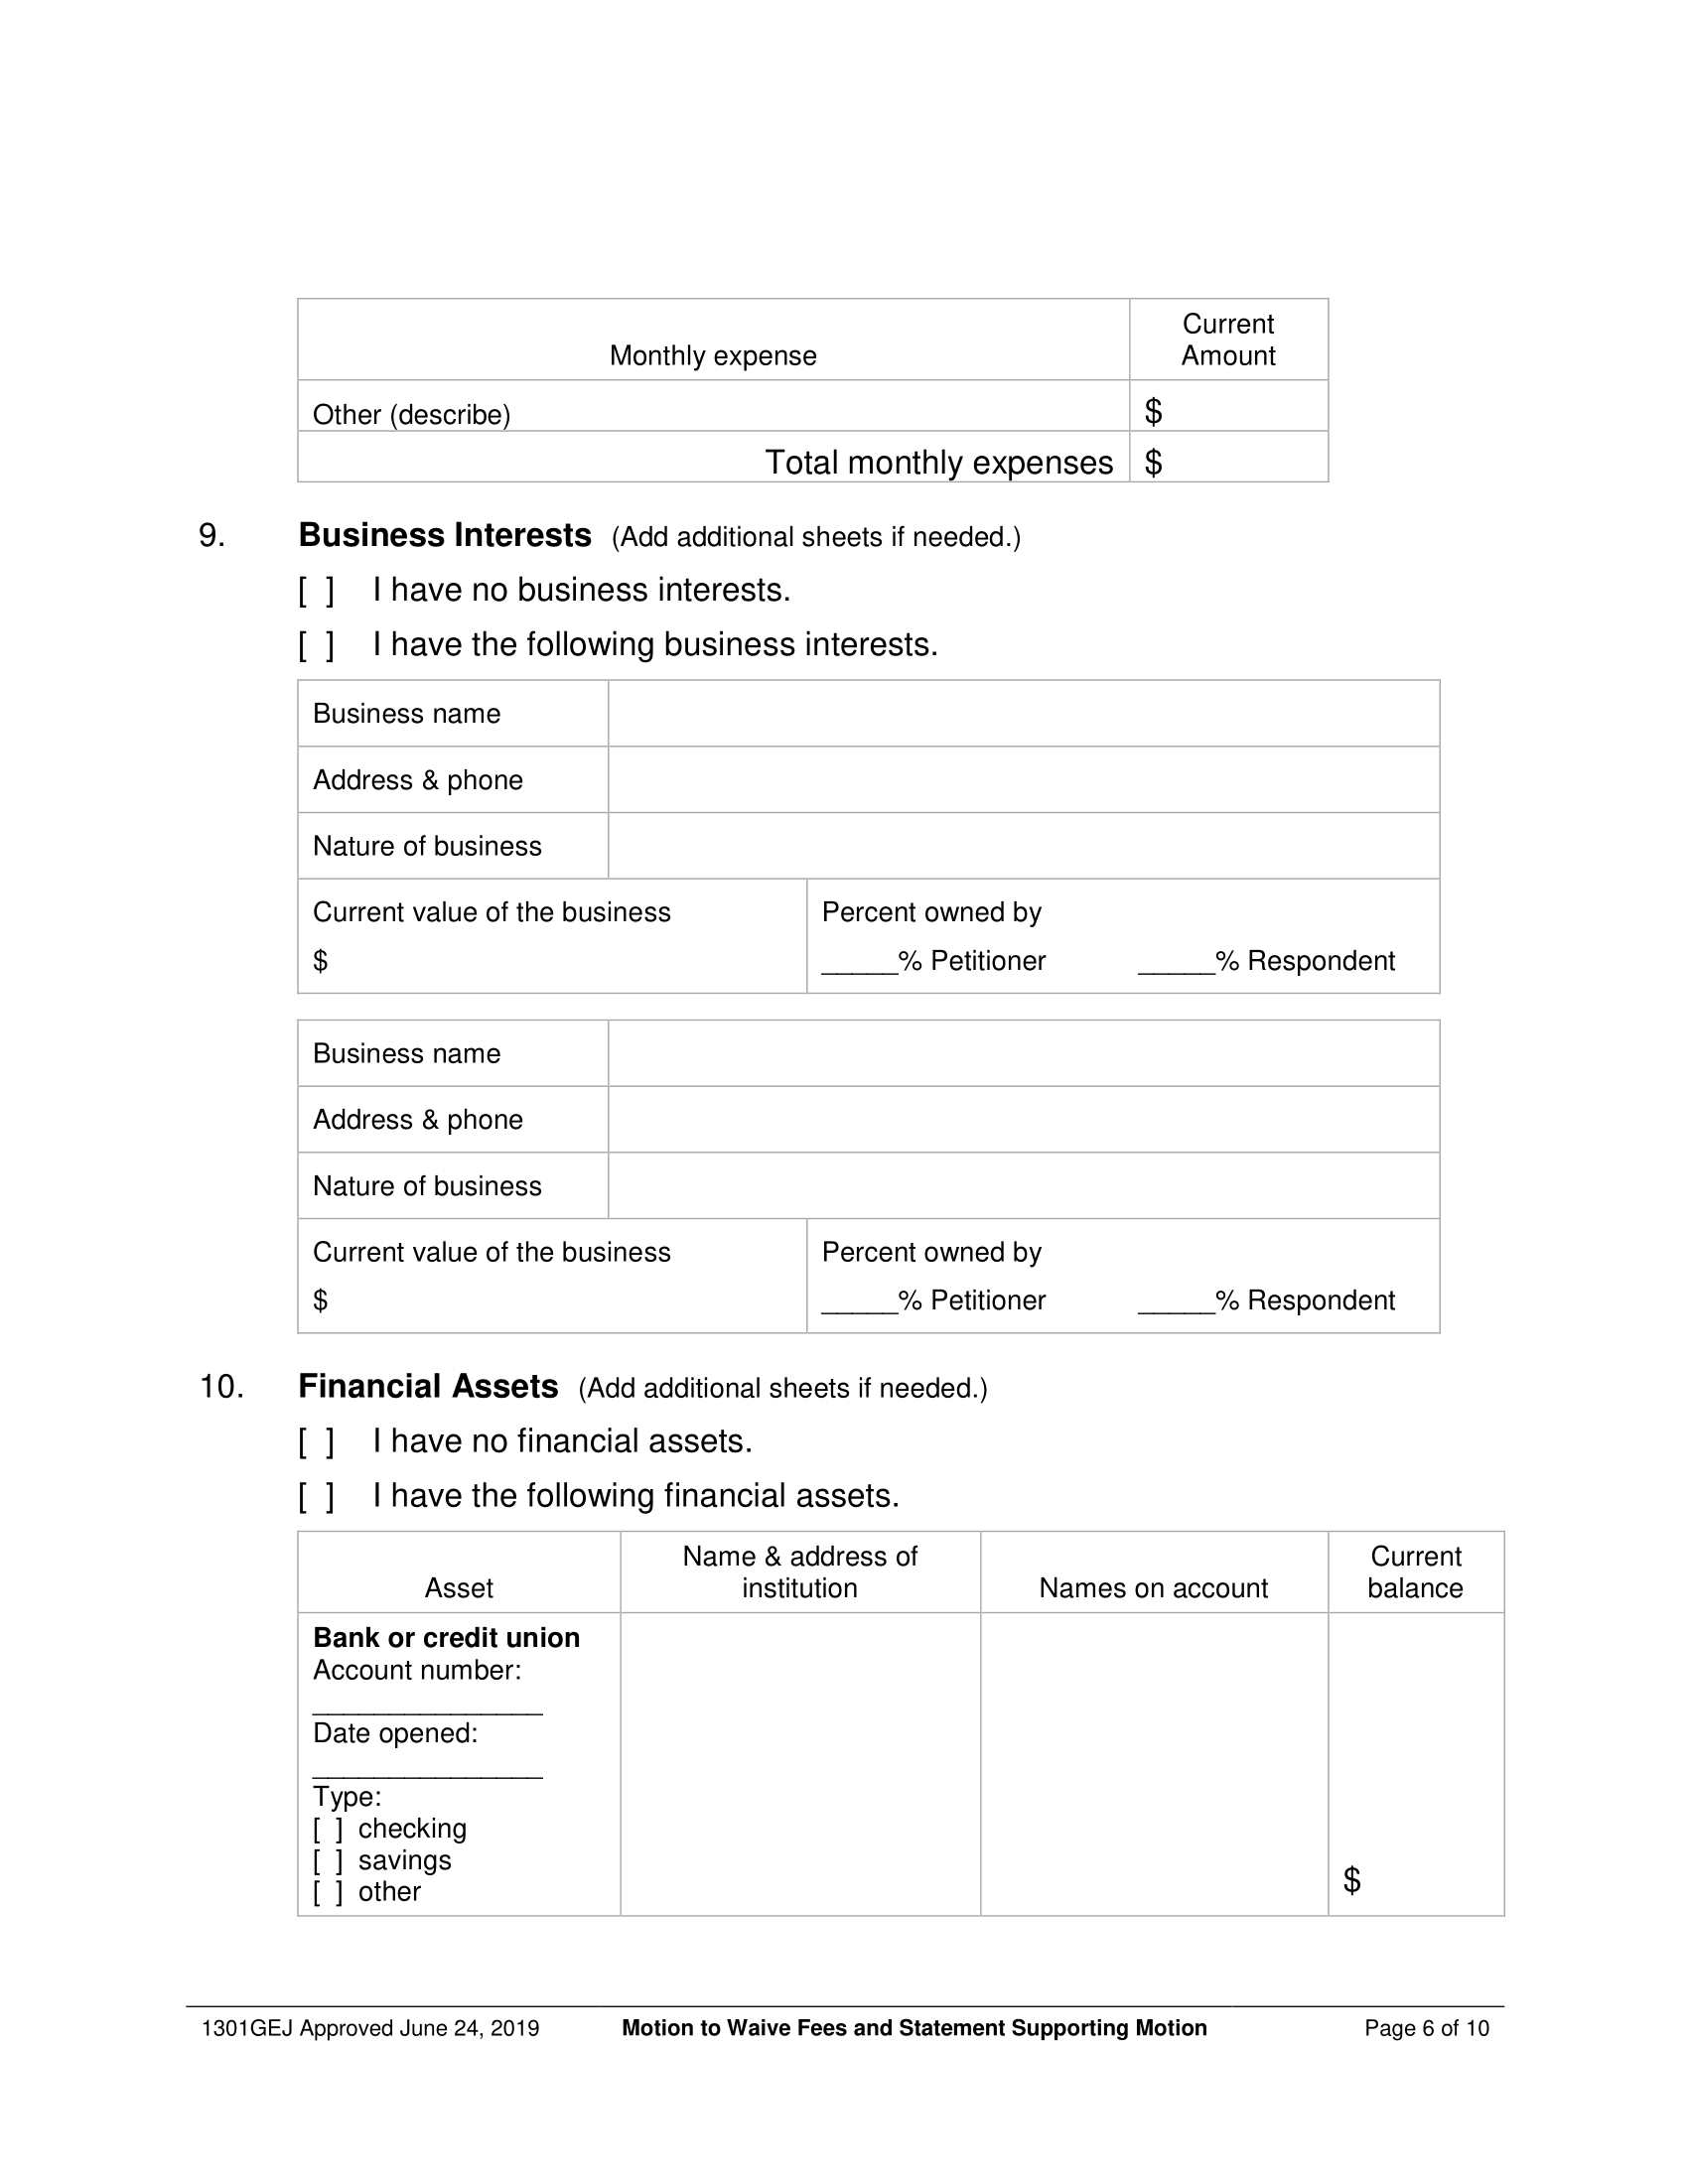 Monthly expense Current
Amount
Other (describe) $
Total monthly expenses $
9. Business Interests (Add additional sheets if needed.)
[ ] I have no business interests.
[ ] I have the following business interests.
Business name
Address & phone
Nature of business
Current value of the business
$
Percent owned by
_____% Petitioner _____% Respondent
Business name
Address & phone
Nature of business
Current value of the business
$
Percent owned by
_____% Petitioner _____% Respondent
10. Financial Assets (Add additional sheets if needed.)
[ ] I have no financial assets.
[ ] I have the following financial assets.
Asset
Name & address of
institution
Names on account
Current
balance
Bank or credit union
Account number:
_______________
Date opened:
_______________
Type:
[ ] checking
[ ] savings
[ ] other
$
1301GEJ Approved June 24, 2019 Motion to Waive Fees and Statement Supporting Motion Page 6 of 10